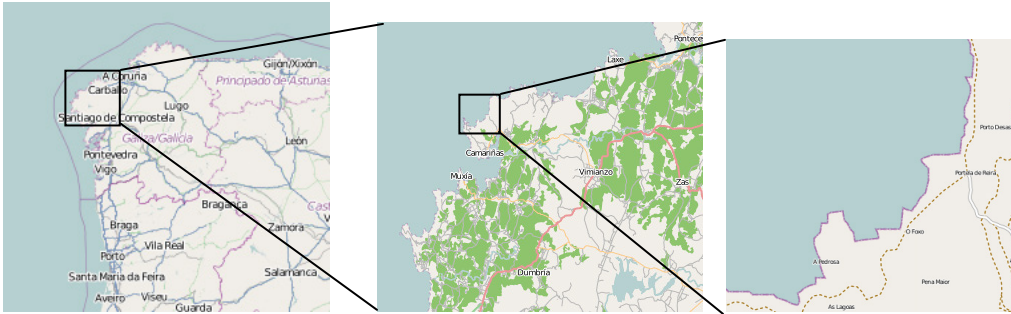 A Coruña
Gijón/Xixón
Principado de Asturias
Carballo
Lugo
Santiago de Compostela
Galiza/Galicia
León
Pontevedra
Vigo
Bragança
Braga
Zamora
Porto
Vila Real
Santa Maria da Feira
Salamanca
Aveiro
Viseu
Guarda
Pontece
Laxe
Camariñas
Muxía
Vimianzo
Zas
Dumbría
Porto Desas
Portela de Reira
O Foxo
A Pedrosa
Pena Maior
As Lagoas